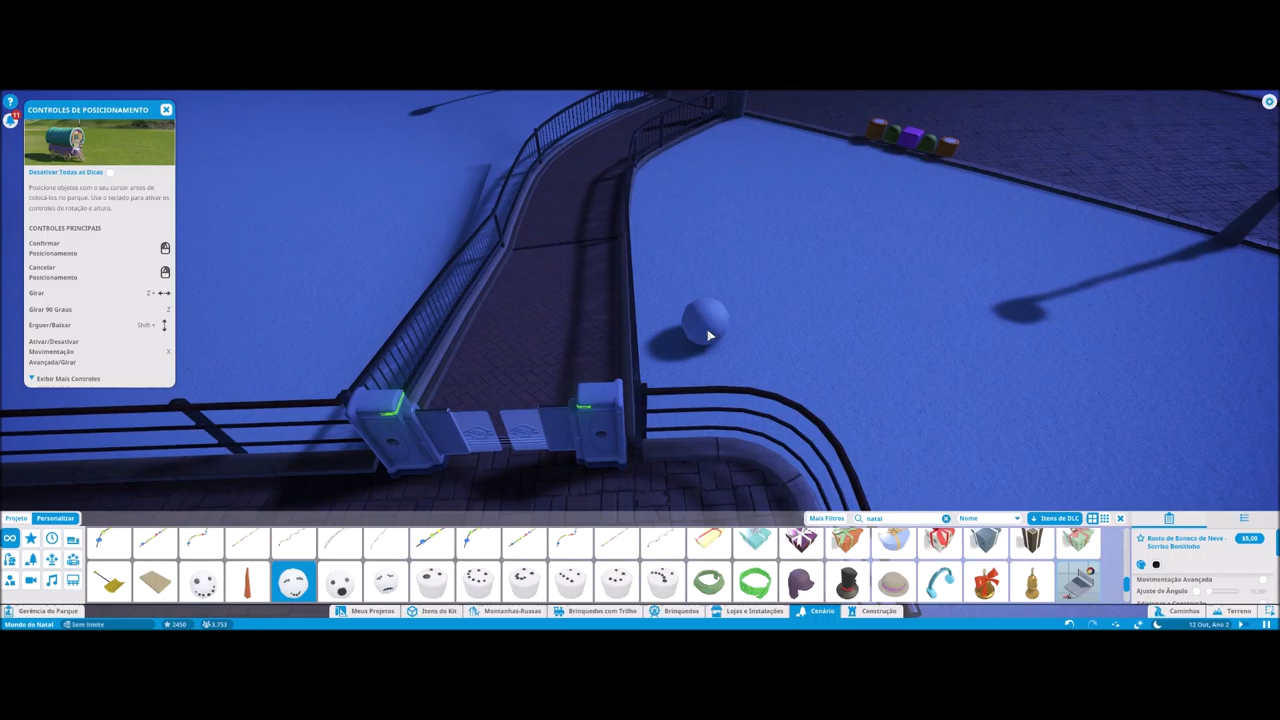 CONTROLES DE POSICIONAMENTO
11
Desativar Todas as Dicas
Posicione objetos com o seu cursor antes de
colocá-los no parque. Use o teclado para ativar os
controles de rotação e altura.
CONTROLES PRINCIPAIS
Confirmar
Posicionamento
Cancelar
Posicionamento
Girar Z +
Girar 90 Graus Z
Erguer/Baixar Shift +
Ativar/Desativar
Movimentação X
Avançada/Girar
Exibir Mais Controles
Projeto Personalizar Mais Filtros natal Nome Itens de DLC
Rosto de Boneco de Neve -
Sorriso Bonitinho
$5,00
Movimentação Avançada
Ajuste de Ângulo
Gerência do Parque Meus Projetos Itens do Kit Montanhas-Russas Brinquedos com Trilho Brinquedos Lojas e Instalações Cenário Construção Caminhos Terreno
Mundo do Natal Sem limite 2450 3.753 12 Out, Ano 2